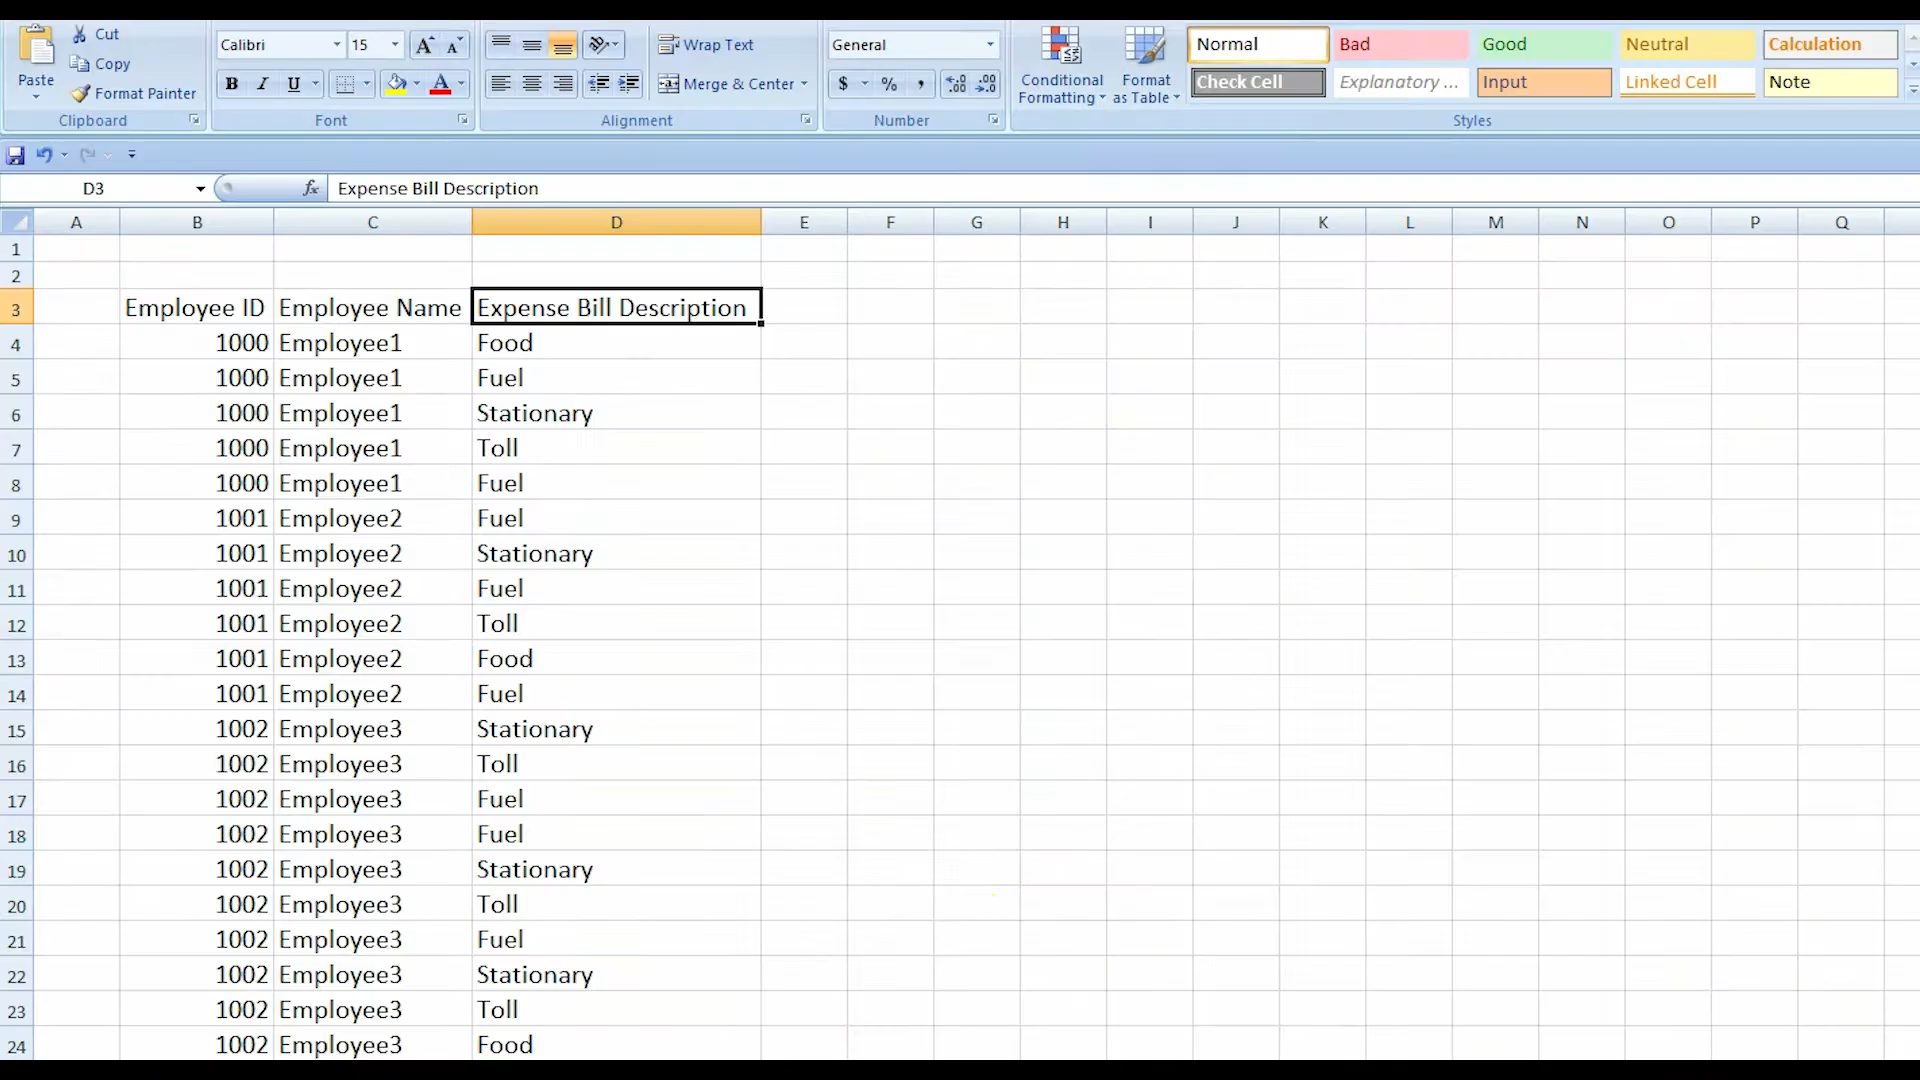 Cut
Copy
Format Painter
Paste
Clipboard
Calibri 15
B I U
Font
Wrap Text
Merge & Center
Alignment
General
$ % ,
Number
Conditional Formatting
Format as Table
Normal Bad Good Neutral Calculation
Check Cell Explanatory ... Input Linked Cell Note
Styles
D3 fx Expense Bill Description
A B C D E F G H I J K L M N O P Q
1
2
3 Employee ID Employee Name Expense Bill Description
4 1000 Employee1 Food
5 1000 Employee1 Fuel
6 1000 Employee1 Stationary
7 1000 Employee1 Toll
8 1000 Employee1 Fuel
9 1001 Employee2 Fuel
10 1001 Employee2 Stationary
11 1001 Employee2 Fuel
12 1001 Employee2 Toll
13 1001 Employee2 Food
14 1001 Employee2 Fuel
15 1002 Employee3 Stationary
16 1002 Employee3 Toll
17 1002 Employee3 Fuel
18 1002 Employee3 Fuel
19 1002 Employee3 Stationary
20 1002 Employee3 Toll
21 1002 Employee3 Fuel
22 1002 Employee3 Stationary
23 1002 Employee3 Toll
24 1002 Employee3 Food